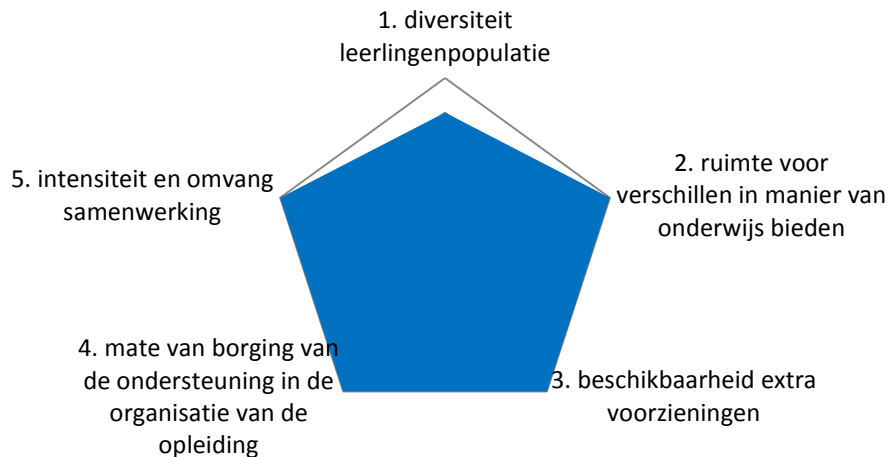 1. diversiteit
leerlingenpopulatie
2. ruimte voor
verschillen in manier van
onderwijs bieden
3. beschikbaarheid extra
voorzieningen
4. mate van borging van
de ondersteuning in de
organisatie van de
opleiding
5. intensiteit en omvang
samenwerking